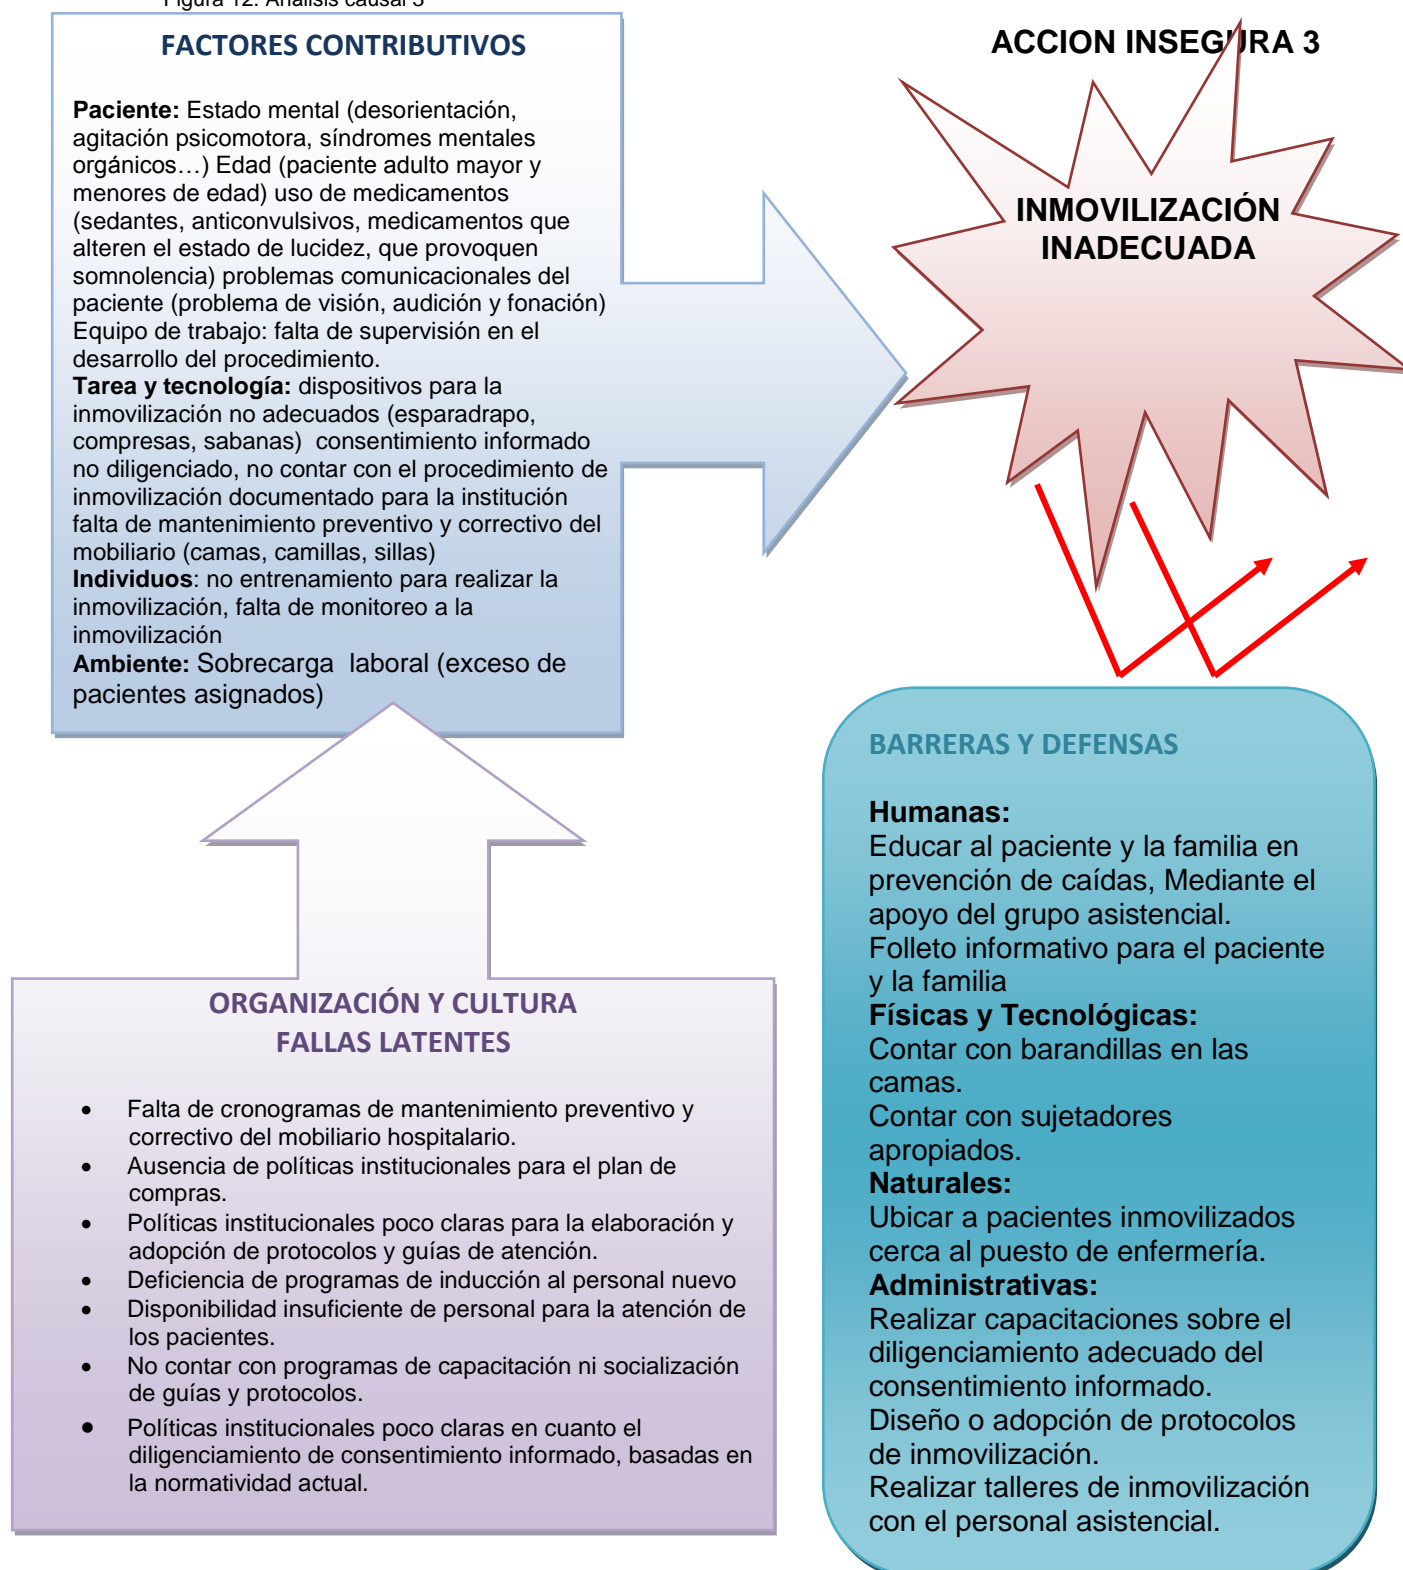 Figura 12. Análisis causal 3
FACTORES CONTRIBUTIVOS
Paciente: Estado mental (desorientación,
agitación psicomotora, síndromes mentales
orgánicos…) Edad (paciente adulto mayor y
menores de edad) uso de medicamentos
(sedantes, anticonvulsivos, medicamentos que
alteren el estado de lucidez, que provoquen
somnolencia) problemas comunicacionales del
paciente (problema de visión, audición y fonación)
Equipo de trabajo: falta de supervisión en el
desarrollo del procedimiento.
Tarea y tecnología: dispositivos para la
inmovilización no adecuados (esparadrapo,
compresas, sabanas) consentimiento informado
no diligenciado, no contar con el procedimiento de
inmovilización documentado para la institución
falta de mantenimiento preventivo y correctivo del
mobiliario (camas, camillas, sillas)
Individuos: no entrenamiento para realizar la
inmovilización, falta de monitoreo a la
inmovilización
Ambiente: Sobrecarga laboral (exceso de
pacientes asignados)
ACCION INSEGURA 3
INMOVILIZACIÓN
INADECUADA
ORGANIZACIÓN Y CULTURA
FALLAS LATENTES
• Falta de cronogramas de mantenimiento preventivo y
correctivo del mobiliario hospitalario.
• Ausencia de políticas institucionales para el plan de
compras.
• Políticas institucionales poco claras para la elaboración y
adopción de protocolos y guías de atención.
• Deficiencia de programas de inducción al personal nuevo
• Disponibilidad insuficiente de personal para la atención de
los pacientes.
• No contar con programas de capacitación ni socialización
de guías y protocolos.
• Políticas institucionales poco claras en cuanto el
diligenciamiento de consentimiento informado, basadas en
la normatividad actual.
BARRERAS Y DEFENSAS
Humanas:
Educar al paciente y la familia en
prevención de caídas, Mediante el
apoyo del grupo asistencial.
Folleto informativo para el paciente
y la familia
Físicas y Tecnológicas:
Contar con barandillas en las
camas.
Contar con sujetadores
apropiados.
Naturales:
Ubicar a pacientes inmovilizados
cerca al puesto de enfermería.
Administrativas:
Realizar capacitaciones sobre el
diligenciamiento adecuado del
consentimiento informado.
Diseño o adopción de protocolos
de inmovilización.
Realizar talleres de inmovilización
con el personal asistencial.